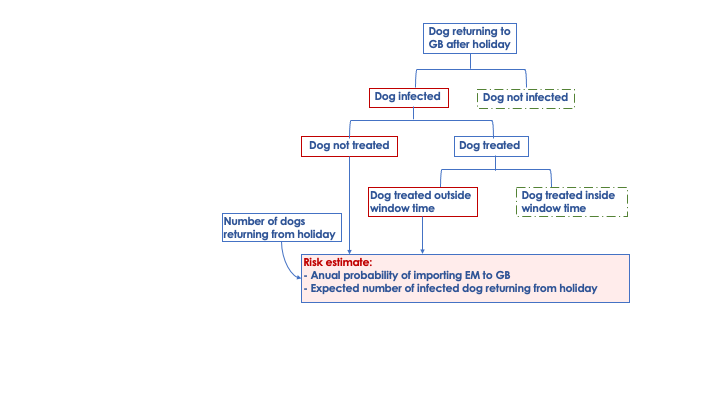 Dog returning to
GB after holiday
Dog infected
Dog not infected
Dog not treated
Dog treated
Dog treated outside
window time
Dog treated inside
window time
Number of dogs
returning from holiday
Risk estimate:
- Anual probability of importing EM to GB
- Expected number of infected dog returning from holiday